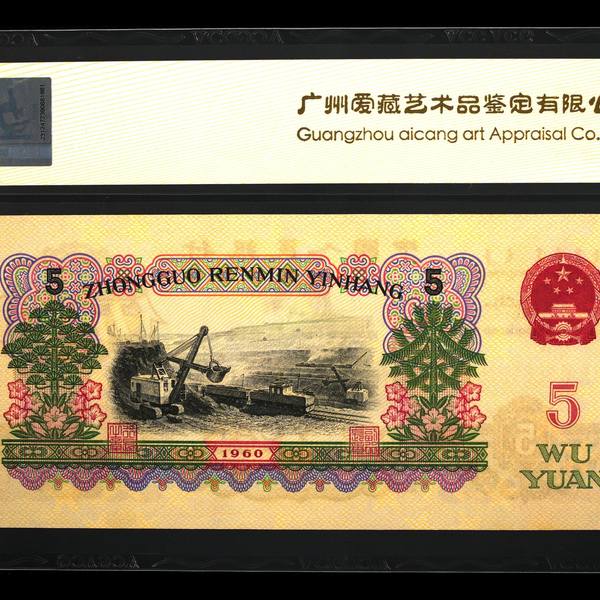 广州爱藏艺术品鉴定有限
Guangzhou aicang art Appraisal Co.
5 ZHONGGUO RENMIN YINHANG 5
1960
5
WU
YUAN